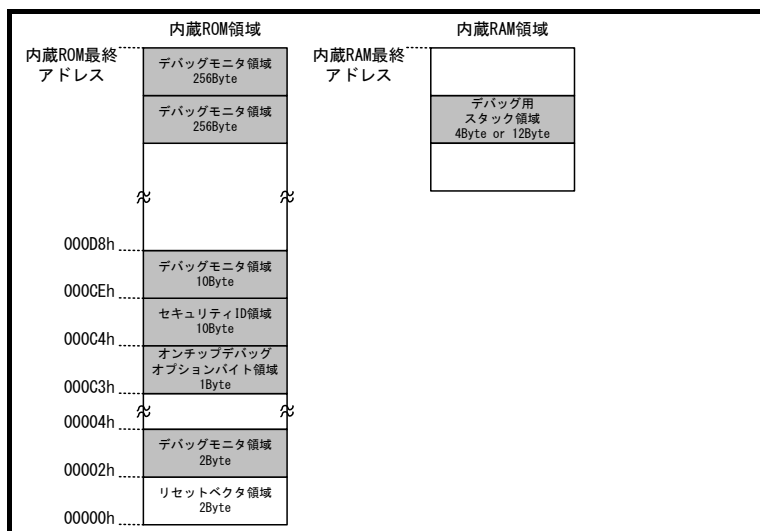 内蔵ROM領域
内蔵ROM最終
アドレス
デバッグモニタ領域
256Byte
デバッグモニタ領域
256Byte
000D8h
デバッグモニタ領域
10Byte
000CEh
セキュリティID領域
10Byte
000C4h
オンチップデバッグ
オプションバイト領域
1Byte
000C3h
00004h
デバッグモニタ領域
2Byte
00002h
リセットベクタ領域
2Byte
00000h
内蔵RAM領域
内蔵RAM最終
アドレス
デバッグ用
スタック領域
4Byte or 12Byte